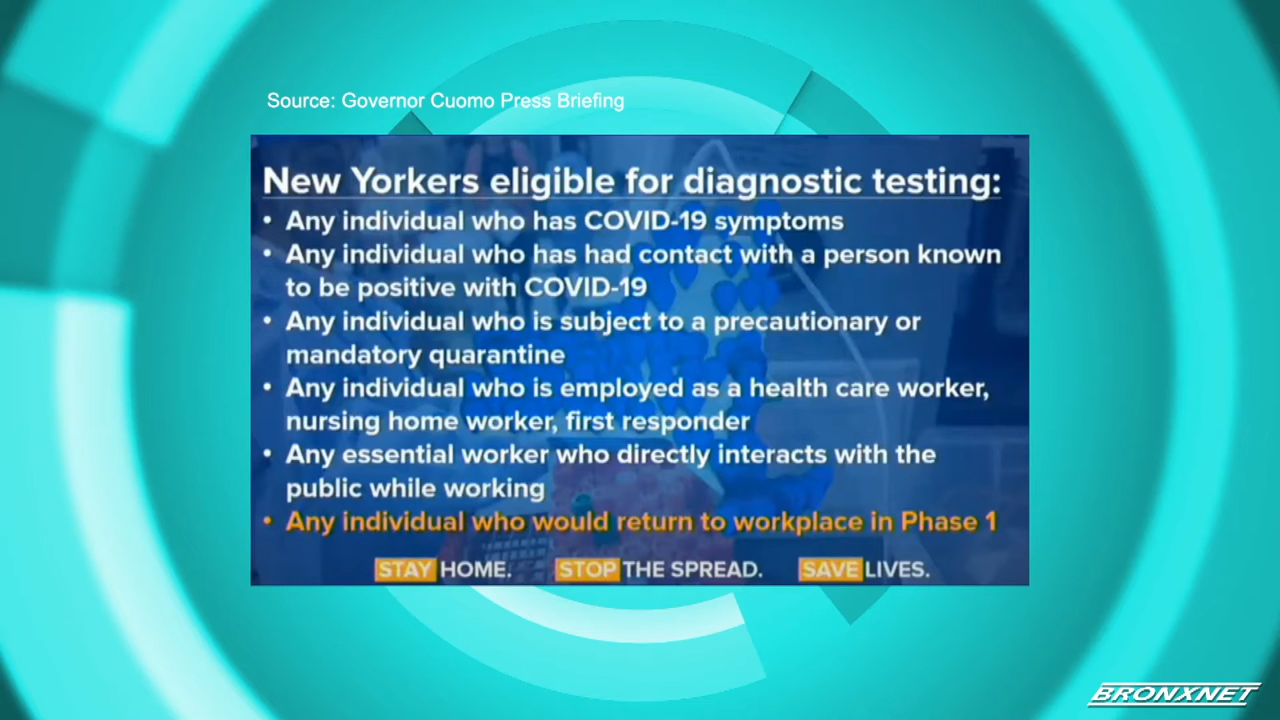 Source: Governor Cuomo Press Briefing
New Yorkers eligible for diagnostic testing:
• Any individual who has COVID-19 symptoms
• Any individual who has had contact with a person known
to be positive with COVID-19
• Any individual who is subject to a precautionary or
mandatory quarantine
• Any individual who is employed as a health care worker,
nursing home worker, first responder
• Any essential worker who directly interacts with the
public while working
• Any individual who would return to workplace in Phase 1
STAY HOME. STOP THE SPREAD. SAVE LIVES.
BRONXNET